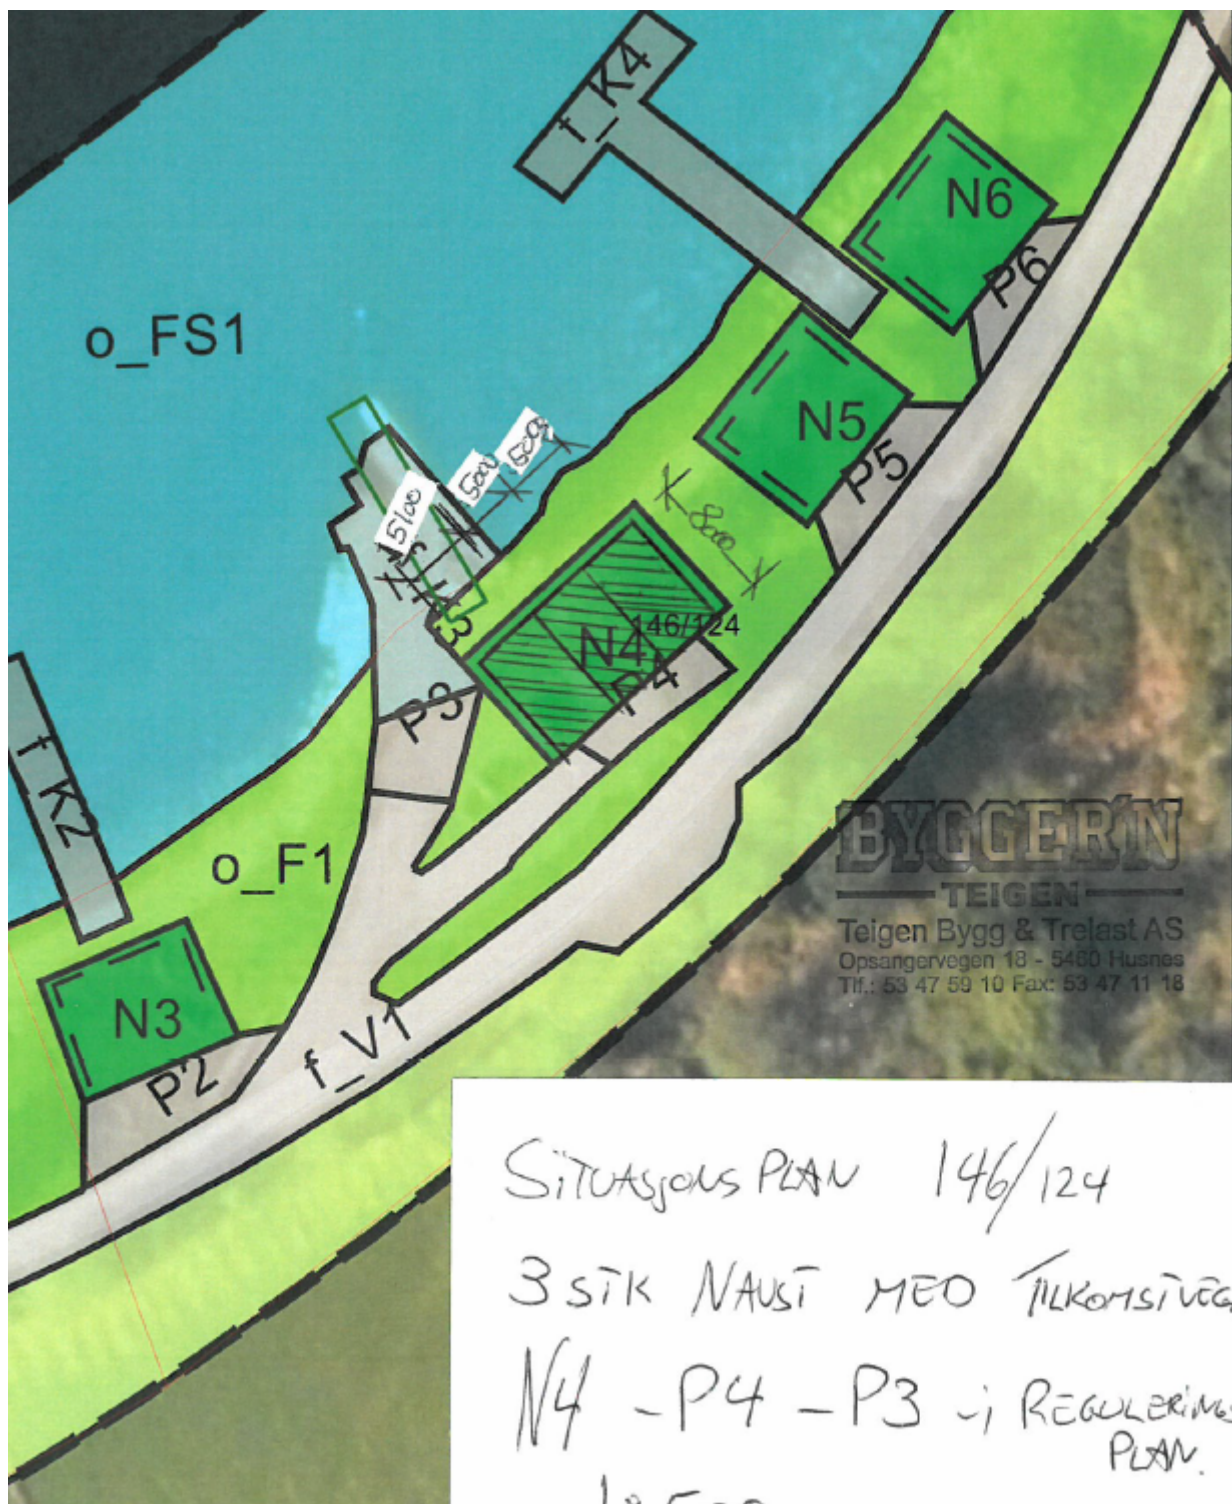 f_K4
N6
P6
o_FS1
N5
P5
5000
5100
8000
146/124
N4
P4
P3
f_K2
o_F1
N3
P2
f_V1
BYGGER'N
TEIGEN
Teigen Bygg & Trelast AS
Opsangervegen 18 - 5460 Husnes
Tlf.: 53 47 59 10 Fax: 53 47 11 18
SITUASJONS PLAN 146/124
3 STK NAUST MED TILKOMSTVEG
N4 - P4 - P3 - i REGULERINGS
PLAN.